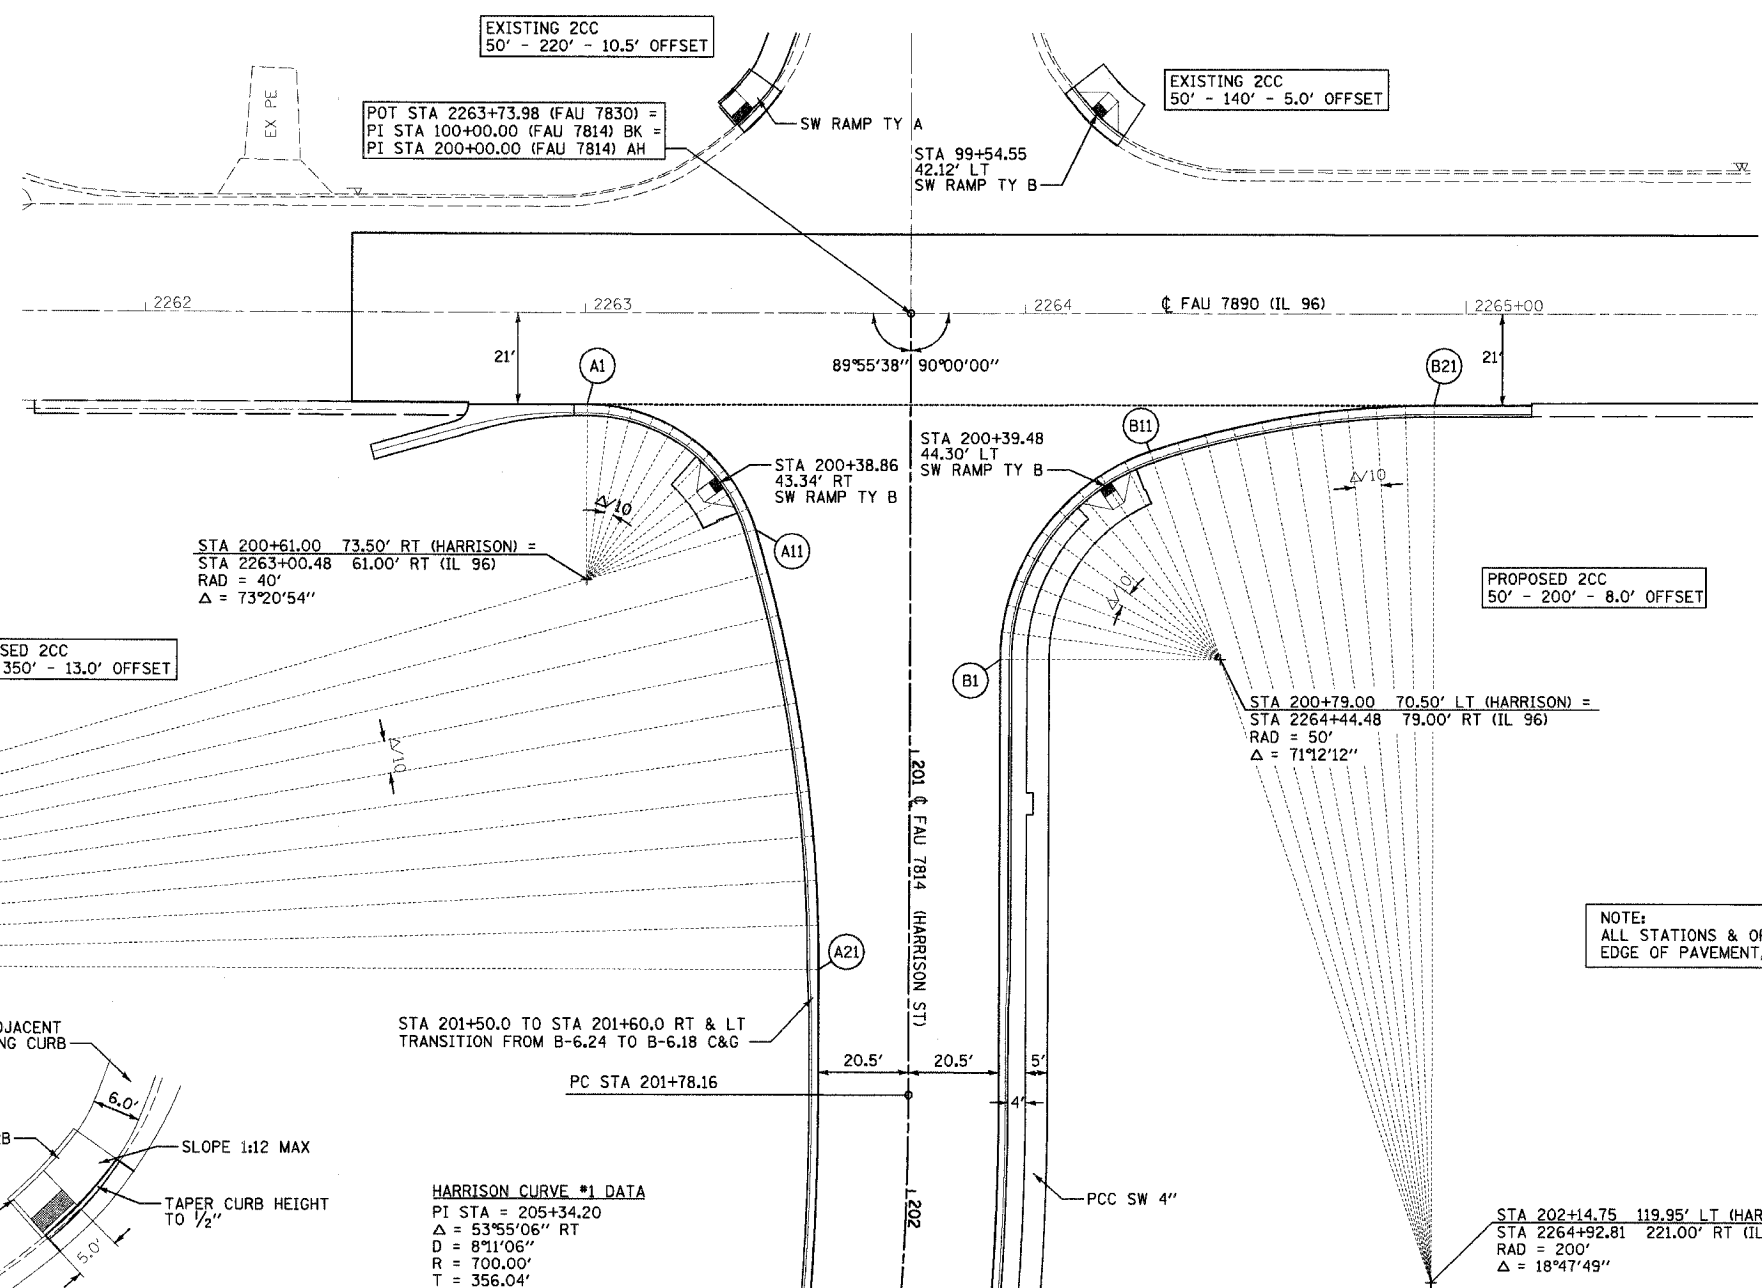 EXISTING 2CC
50' - 220' - 10.5' OFFSET
EXISTING 2CC
50' - 140' - 5.0' OFFSET
EX PE
POT STA 2263+73.98 (FAU 7830) =
PI STA 100+00.00 (FAU 7814) BK =
PI STA 200+00.00 (FAU 7814) AH
SW RAMP TY A
STA 99+54.55
42.12' LT
SW RAMP TY B
2262
2263
2264
℄ FAU 7890 (IL 96)
2265+00
21'
A1
89°55'38" 90°00'00"
B21
21'
B11
STA 200+39.48
44.30' LT
SW RAMP TY B
STA 200+38.86
43.34' RT
SW RAMP TY B
Δ/10
Δ/10
A11
STA 200+61.00 73.50' RT (HARRISON) =
STA 2263+00.48 61.00' RT (IL 96)
RAD = 40'
Δ = 73°20'54"
PROPOSED 2CC
50' - 200' - 8.0' OFFSET
Δ/10
SED 2CC
350' - 13.0' OFFSET
B1
STA 200+79.00 70.50' LT (HARRISON) =
STA 2264+44.48 79.00' RT (IL 96)
RAD = 50'
Δ = 71°12'12"
Δ/10
201 ℄ FAU 7814 (HARRISON ST)
NOTE:
ALL STATIONS & OF
EDGE OF PAVEMENT,
A21
STA 201+50.0 TO STA 201+60.0 RT & LT
TRANSITION FROM B-6.24 TO B-6.18 C&G
DJACENT
NG CURB
20.5'
20.5'
5'
PC STA 201+78.16
4'
6.0'
B
SLOPE 1:12 MAX
TAPER CURB HEIGHT
TO 1/2"
5.0'
HARRISON CURVE #1 DATA
PI STA = 205+34.20
Δ = 53°55'06" RT
D = 8°11'06"
R = 700.00'
T = 356.04'
202
PCC SW 4"
STA 202+14.75 119.95' LT (HAR
STA 2264+92.81 221.00' RT (IL
RAD = 200'
Δ = 18°47'49"